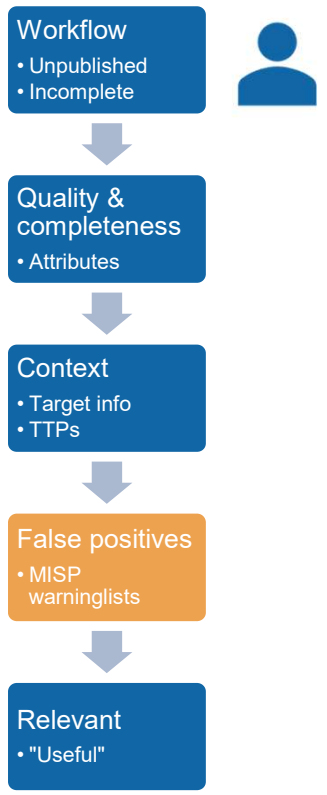 Workflow
• Unpublished
• Incomplete
Quality &
completeness
• Attributes
Context
• Target info
• TTPs
False positives
• MISP
warninglists
Relevant
• "Useful"